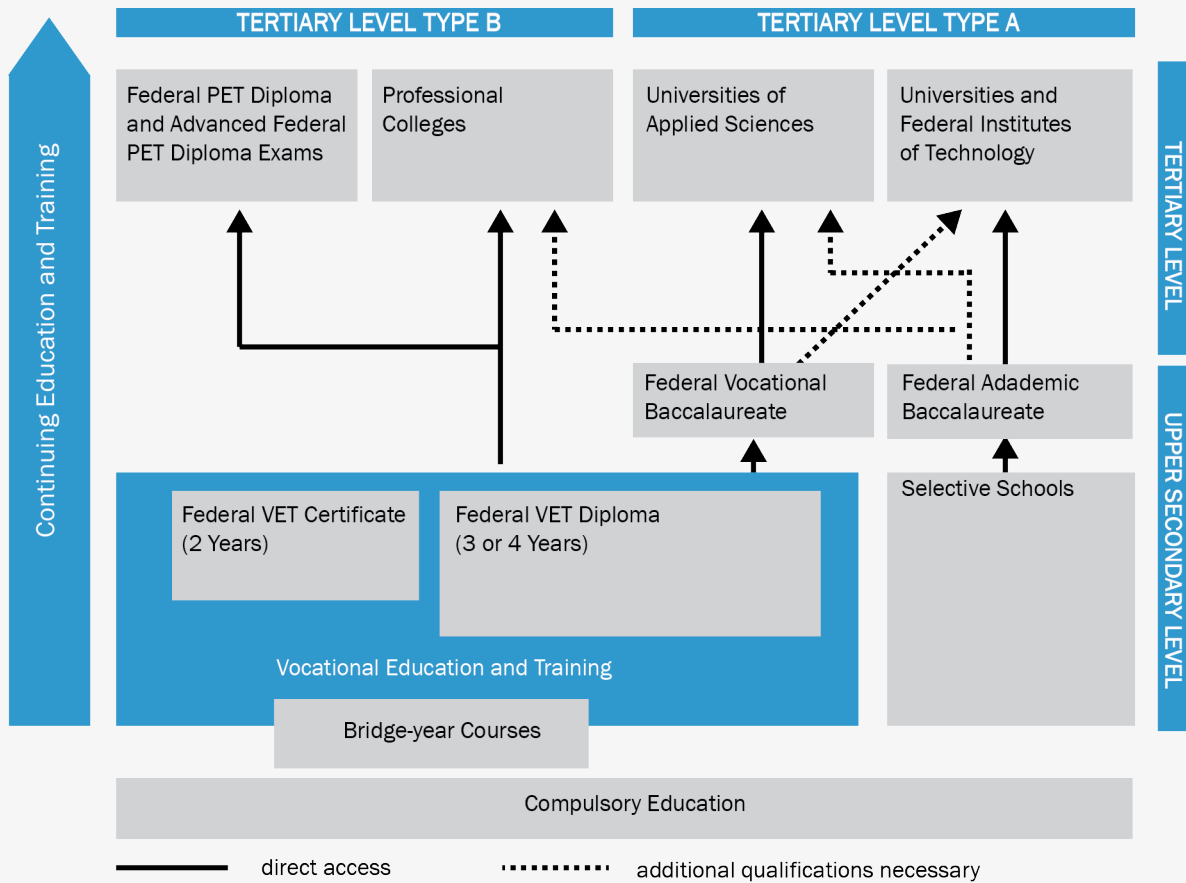 TERTIARY LEVEL TYPE B
TERTIARY LEVEL TYPE A
Federal PET Diploma
and Advanced Federal
PET Diploma Exams
Professional
Colleges
Universities of
Applied Sciences
Universities and
Federal Institutes
of Technology
Continuing Education and Training
TERTIARY LEVEL
Federal Vocational
Baccalaureate
Federal Adademic
Baccalaureate
UPPER SECONDARY LEVEL
Federal VET Certificate
(2 Years)
Federal VET Diploma
(3 or 4 Years)
Selective Schools
Vocational Education and Training
Bridge-year Courses
Compulsory Education
direct access
additional qualifications necessary